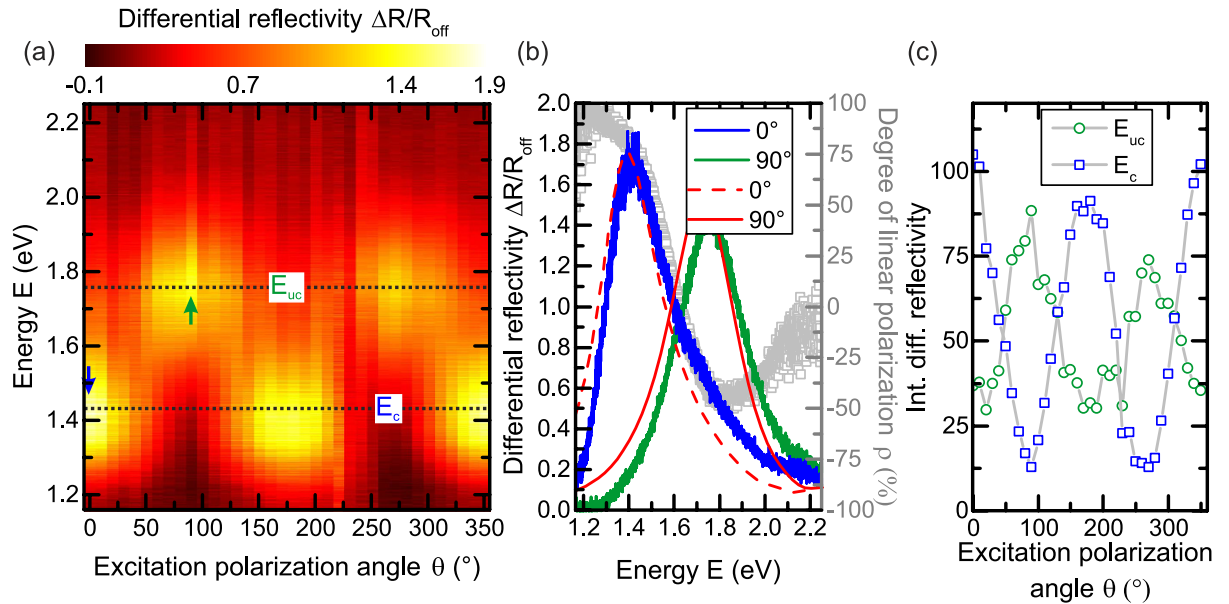 Differential reflectivity ΔR/R_off
(a)
-0.1 0.7 1.4 1.9
2.2
2.0
1.8
1.6
1.4
1.2
Energy E (eV)
E_uc
E_c
0 50 100 150 200 250 300 350
Excitation polarization angle θ (°)
(b)
2.0
1.8
1.6
1.4
1.2
1.0
0.8
0.6
0.4
0.2
0.0
Differential reflectivity ΔR/R_off
0°
90°
0°
90°
100
75
50
25
0
-25
-50
-75
-100
Degree of linear polarization ρ (%)
1.2 1.4 1.6 1.8 2.0 2.2
Energy E (eV)
(c)
E_uc
E_c
100
75
50
25
0
Int. diff. reflectivity
0 100 200 300
Excitation polarization
angle θ (°)